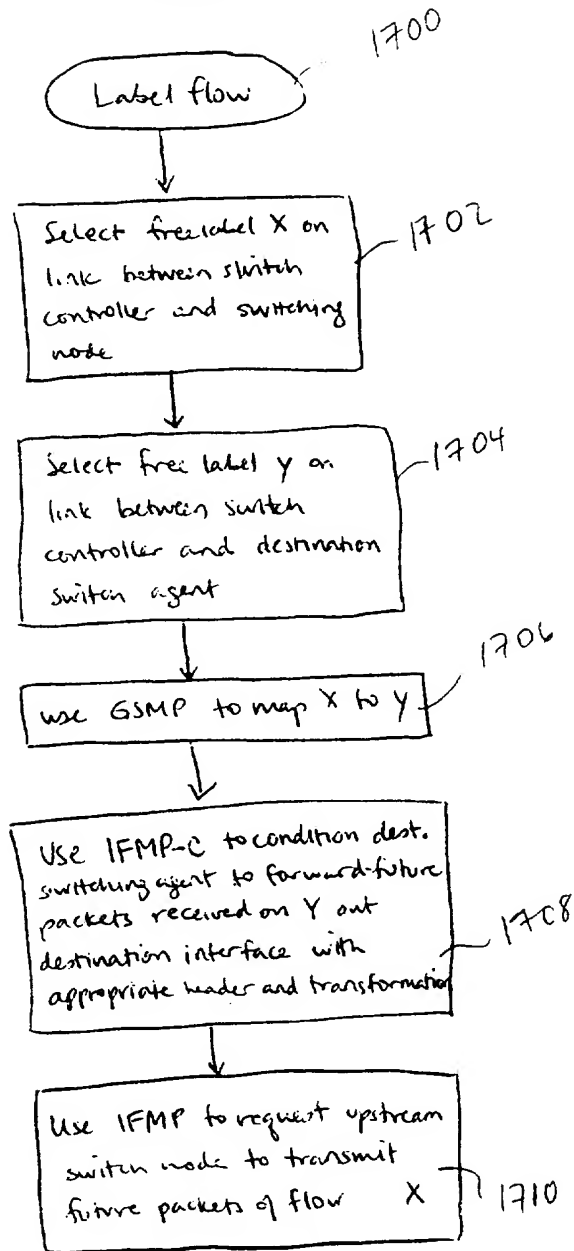 1700
Label flow
Select free label X on
link between switch
controller and switching
node
1702
Select free label Y on
link between switch
controller and destination
switch agent
1704
use GSMP to map X to Y
1706
Use IFMP-C to condition dest.
switching agent to forward future
packets received on Y out
destination interface with
appropriate header and transformation
1708
Use IFMP to request upstream
switch node to transmit
future packets of flow X
1710